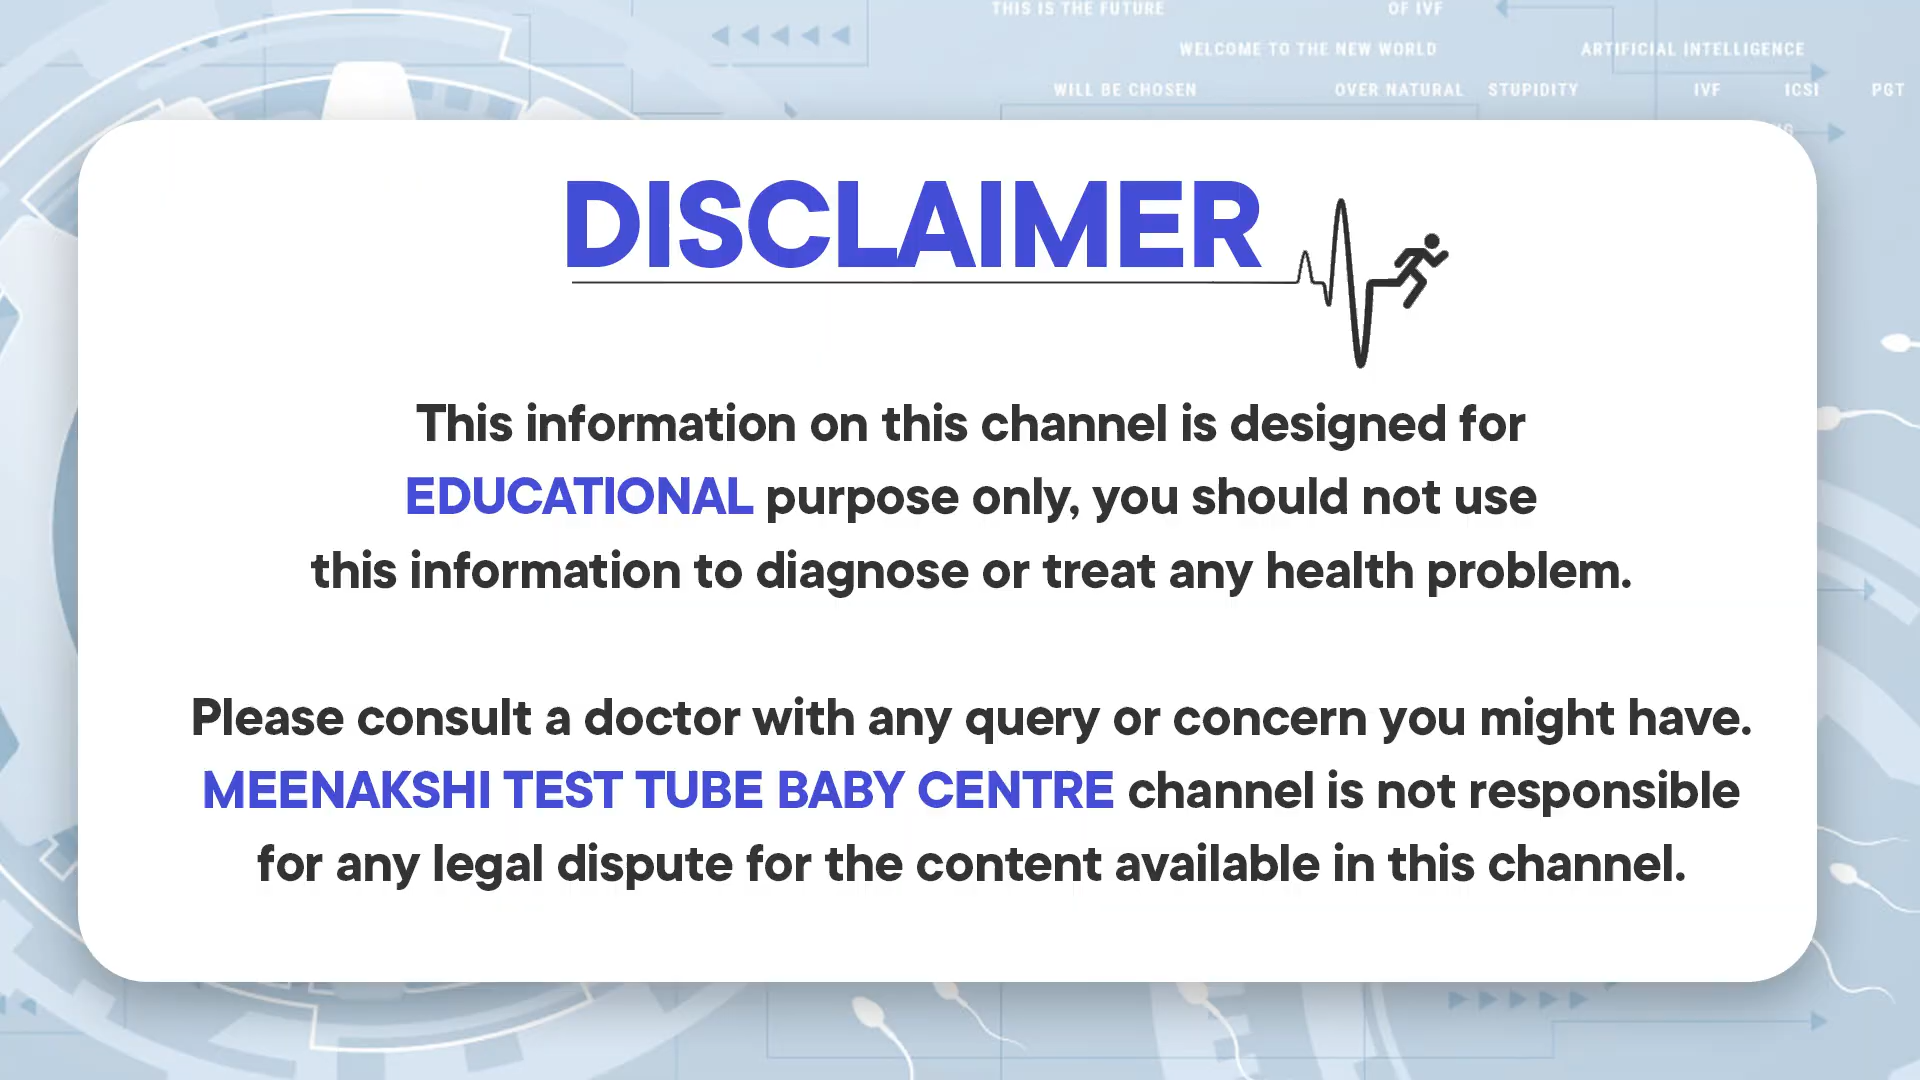 THIS IS THE FUTURE OF IVF
WELCOME TO THE NEW WORLD ARTIFICIAL INTELLIGENCE
WILL BE CHOSEN OVER NATURAL STUPIDITY IVF ICSI PGT
DISCLAIMER
This information on this channel is designed for
EDUCATIONAL purpose only, you should not use
this information to diagnose or treat any health problem.
Please consult a doctor with any query or concern you might have.
MEENAKSHI TEST TUBE BABY CENTRE channel is not responsible
for any legal dispute for the content available in this channel.